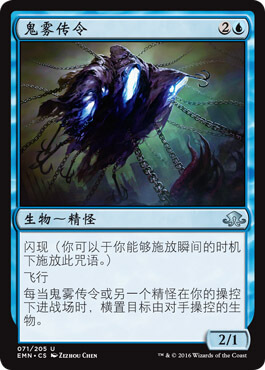 鬼雾传令 2
生物～精怪
闪现（你可以于你能够施放瞬间的时机
下施放此咒语。）
飞行
每当鬼雾传令或另一个精怪在你的操控
下进战场时，横置目标由对手操控的生
物。
2/1
071/205 U
EMN • CS ZIZHOU CHEN
™ & © 2016 Wizards of the Coast